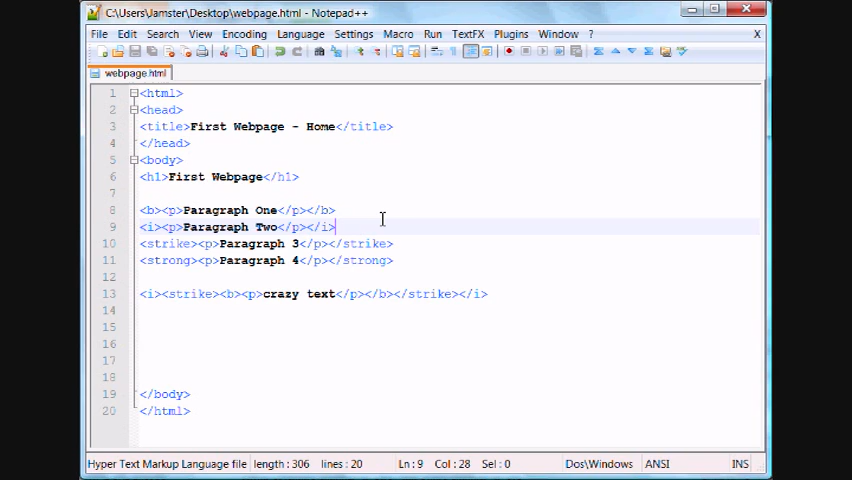 C:\Users\Jamster\Desktop\webpage.html - Notepad++
File Edit Search View Encoding Language Settings Macro Run TextFX Plugins Window ? X
webpage.html
1 <html>
2 <head>
3 <title>First Webpage - Home</title>
4 </head>
5 <body>
6 <h1>First Webpage</h1>
7
8 <b><p>Paragraph One</p></b>
9 <i><p>Paragraph Two</p></i>
10 <strike><p>Paragraph 3</p></strike>
11 <strong><p>Paragraph 4</p></strong>
12
13 <i><strike><b><p>crazy text</p></b></strike></i>
14
15
16
17
18
19 </body>
20 </html>
Hyper Text Markup Language file length : 306 lines : 20 Ln : 9 Col : 28 Sel : 0 Dos\Windows ANSI INS